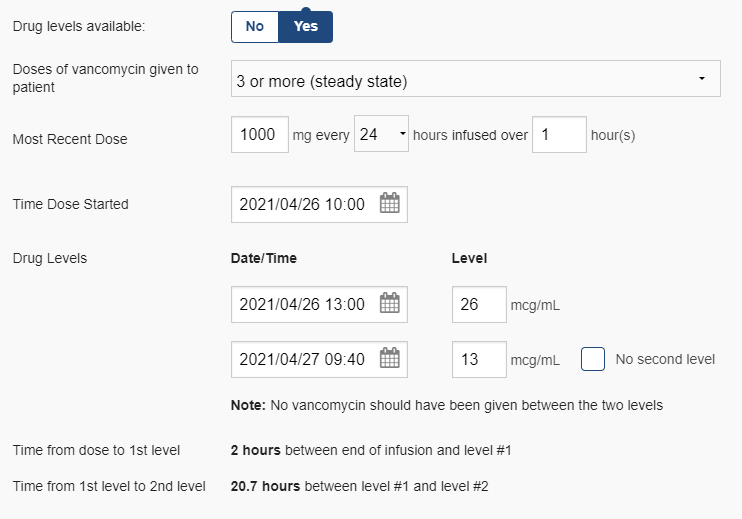 Drug levels available: No Yes
Doses of vancomycin given to
patient
3 or more (steady state)
Most Recent Dose 1000 mg every 24 hours infused over 1 hour(s)
Time Dose Started 2021/04/26 10:00
Drug Levels Date/Time Level
2021/04/26 13:00 26 mcg/mL
2021/04/27 09:40 13 mcg/mL No second level
Note: No vancomycin should have been given between the two levels
Time from dose to 1st level 2 hours between end of infusion and level #1
Time from 1st level to 2nd level 20.7 hours between level #1 and level #2